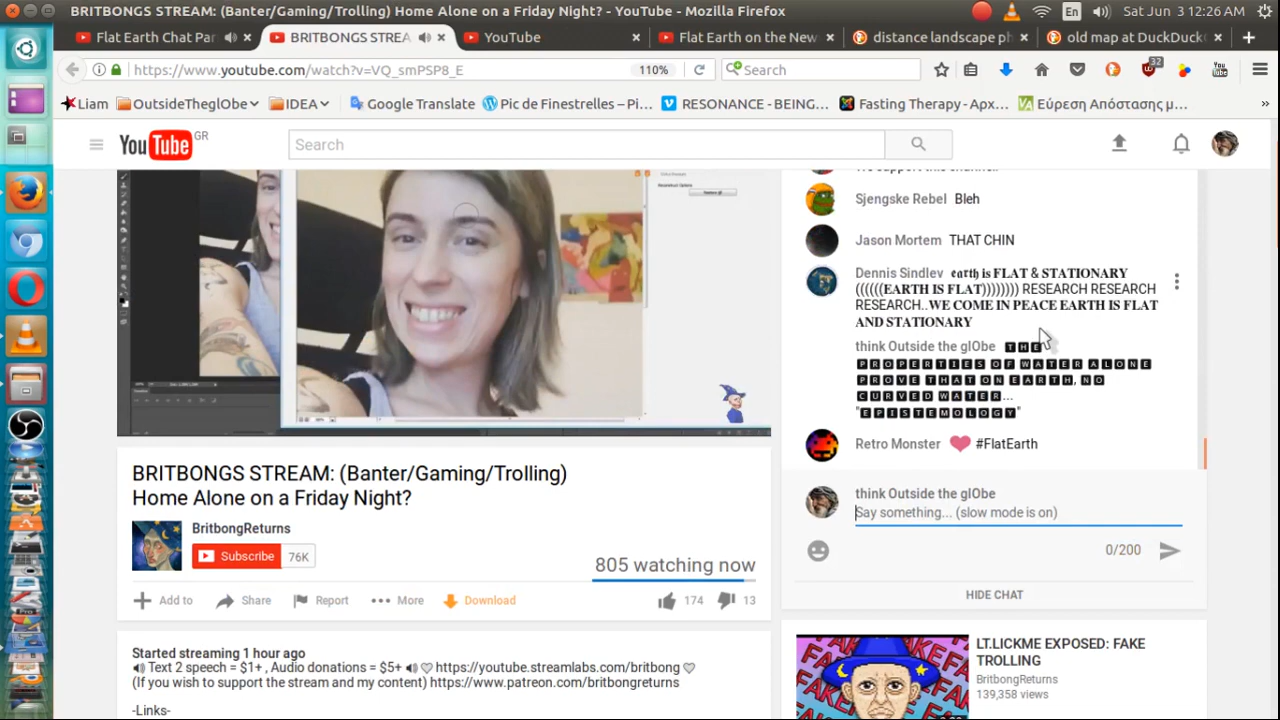 BRITBONGS STREAM: (Banter/Gaming/Trolling) Home Alone on a Friday Night? - YouTube - Mozilla Firefox
En
Sat Jun 3 12:26 AM
Flat Earth Chat Par
BRITBONGS STREA
YouTube
Flat Earth on the New
distance landscape ph
old map at DuckDuck
https://www.youtube.com/watch?v=VQ_smPSP8_E
110%
Search
32
Liam
OutsideTheglObe
IDEA
Google Translate
Pic de Finestrelles – Pi...
RESONANCE - BEING...
Fasting Therapy - Apx...
Εύρεση Απόστασης μ...
YouTube GR
Search
Sjengske Rebel Bleh
Jason Mortem THAT CHIN
Dennis Sindley earth is FLAT & STATIONARY
((((((EARTH IS FLAT)))))))) RESEARCH RESEARCH
RESEARCH..WE COME IN PEACE EARTH IS FLAT
AND STATIONARY
think Outside the glObe THE
PROPERTIES OF WATER ALONE
PROVE THAT ON EARTH, NO
CURVED WATER...
"EPISTEMOLOGY"
Retro Monster #FlatEarth
think Outside the glObe
Say something... (slow mode is on)
0/200
HIDE CHAT
BRITBONGS STREAM: (Banter/Gaming/Trolling)
Home Alone on a Friday Night?
BritbongReturns
Subscribe 76K
805 watching now
Add to
Share
Report
More
Download
174
13
Started streaming 1 hour ago
Text 2 speech = $1+ , Audio donations = $5+ https://youtube.streamlabs.com/britbong
(If you wish to support the stream and my content) https://www.patreon.com/britbongreturns
-Links-
LT.LICKME EXPOSED: FAKE
TROLLING
BritbongReturns
139,358 views